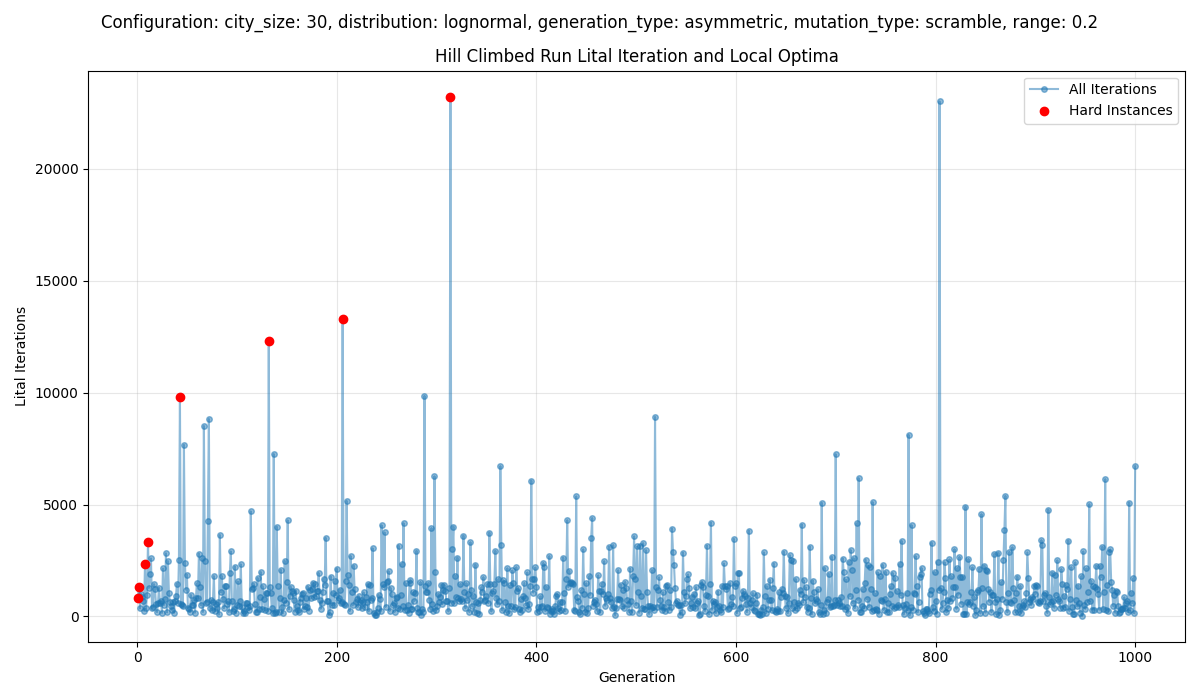 Configuration: city_size: 30, distribution: lognormal, generation_type: asymmetric, mutation_type: scramble, range: 0.2
Hill Climbed Run Lital Iteration and Local Optima
All Iterations
Hard Instances
Lital Iterations
20000
15000
10000
5000
0
0 200 400 600 800 1000
Generation